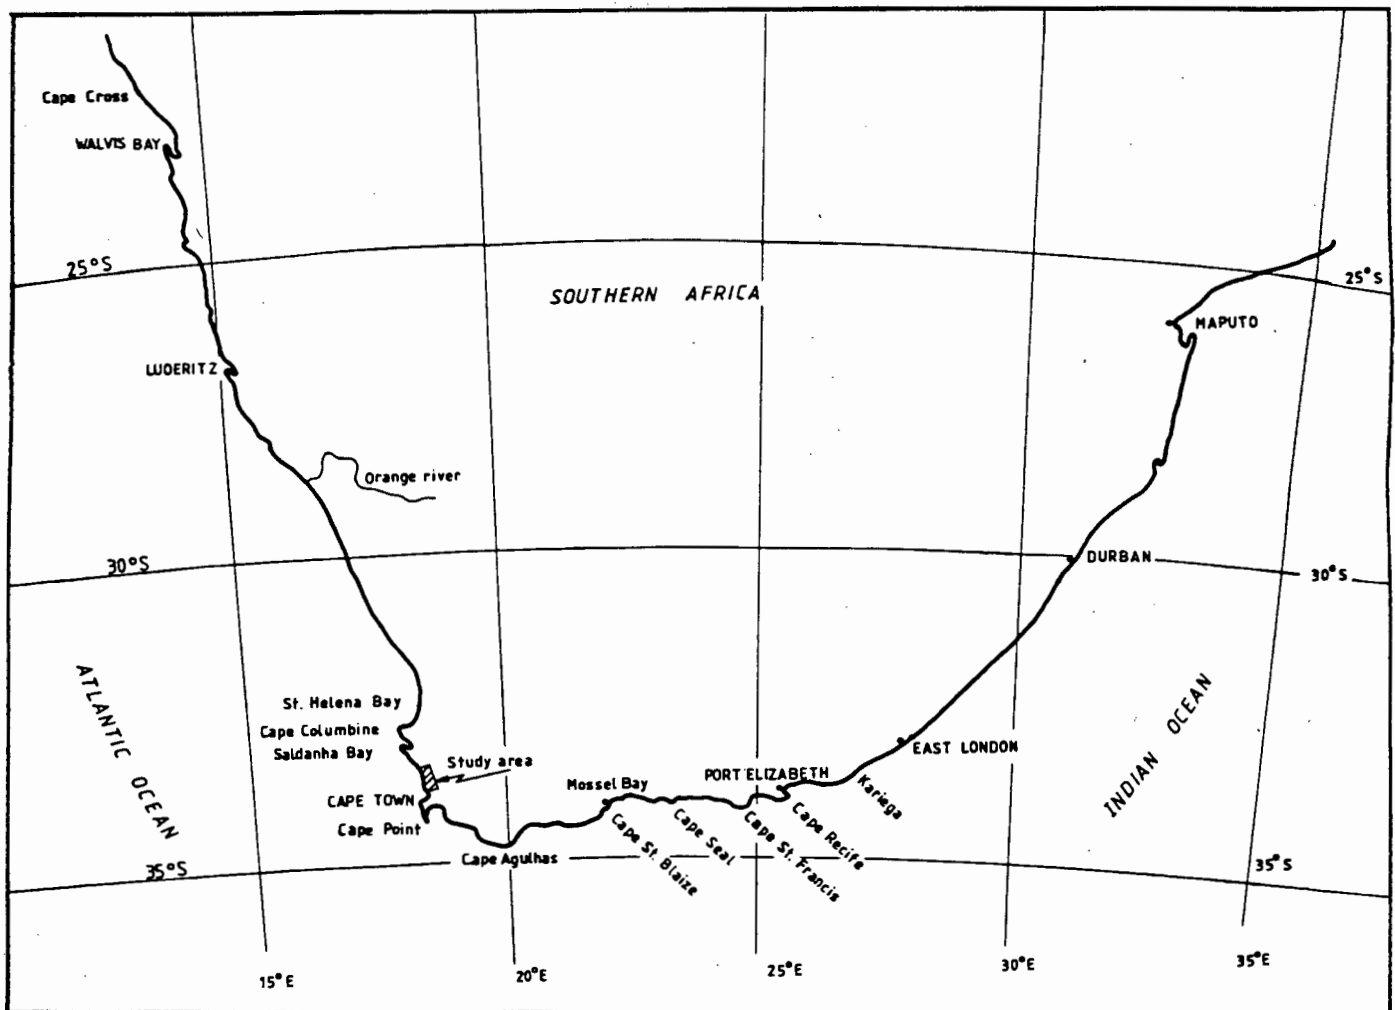 Cape Cross
WALVIS BAY
25°S
25°S
SOUTHERN AFRICA
MAPUTO
LUDERITZ
Orange river
30°S
DURBAN
30°S
ATLANTIC OCEAN
St. Helena Bay
Cape Columbine
Saldanha Bay
Study area
CAPE TOWN
Cape Point
Cape Agulhas
Mossel Bay
Cape St. Blaize
Cape Seal
PORT ELIZABETH
Cape St. Francis
Cape Recife
Kariega
EAST LONDON
INDIAN OCEAN
35°S
35°S
15°E
20°E
25°E
30°E
35°E